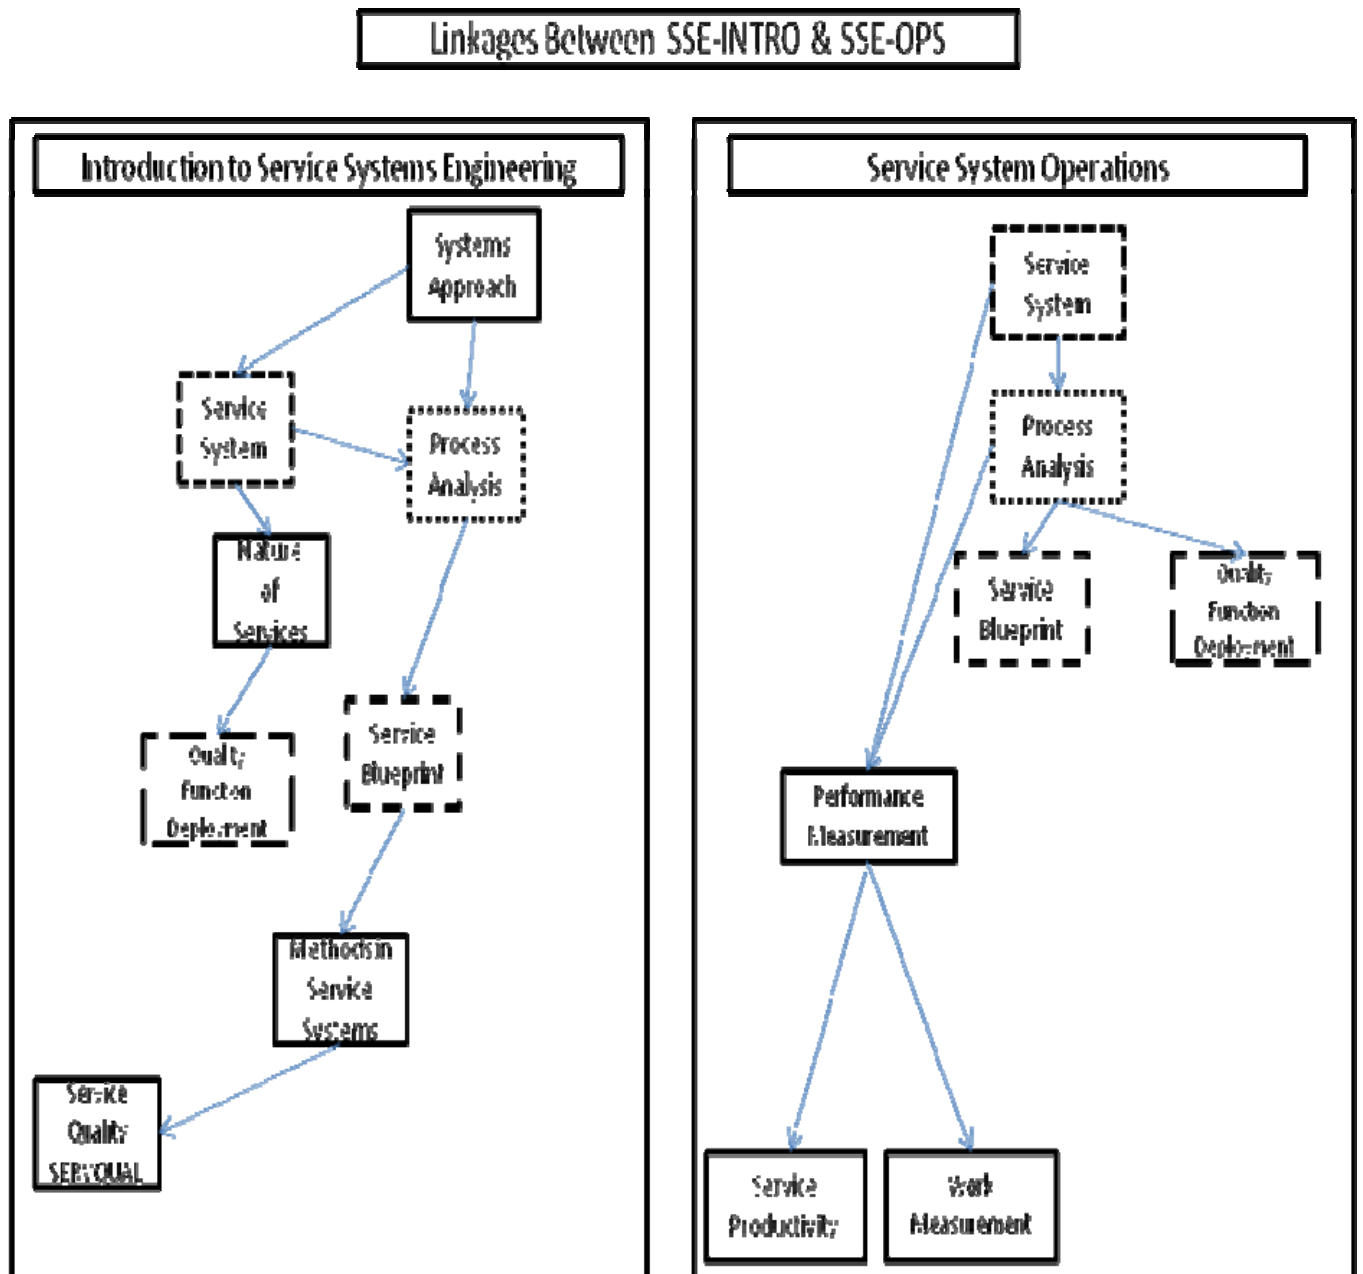 Linkages Between SSE-INTRO & SSE-OPS
Introduction to Service Systems Engineering
Systems
Approach
Service
System
Process
Analysis
Nature
of
Services
Quality
Function
Deployment
Service
Blueprint
Methods in
Service
Systems
Service
Quality
SERVQUAL
Service System Operations
Service
System
Process
Analysis
Service
Blueprint
Quality
Function
Deployment
Performance
Measurement
Service
Productivity
Work
Measurement